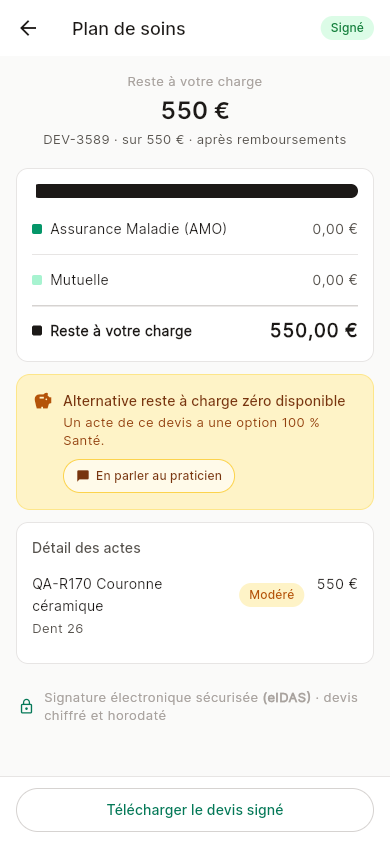 Plan de soins
Signé
Reste à votre charge
550 €
DEV-3589 · sur 550 € · après remboursements
Assurance Maladie (AMO) 0,00 €
Mutuelle 0,00 €
Reste à votre charge 550,00 €
Alternative reste à charge zéro disponible
Un acte de ce devis a une option 100 %
Santé.
En parler au praticien
Détail des actes
QA-R170 Couronne
céramique
Modéré
550 €
Dent 26
Signature électronique sécurisée (eIDAS) · devis
chiffré et horodaté
Télécharger le devis signé